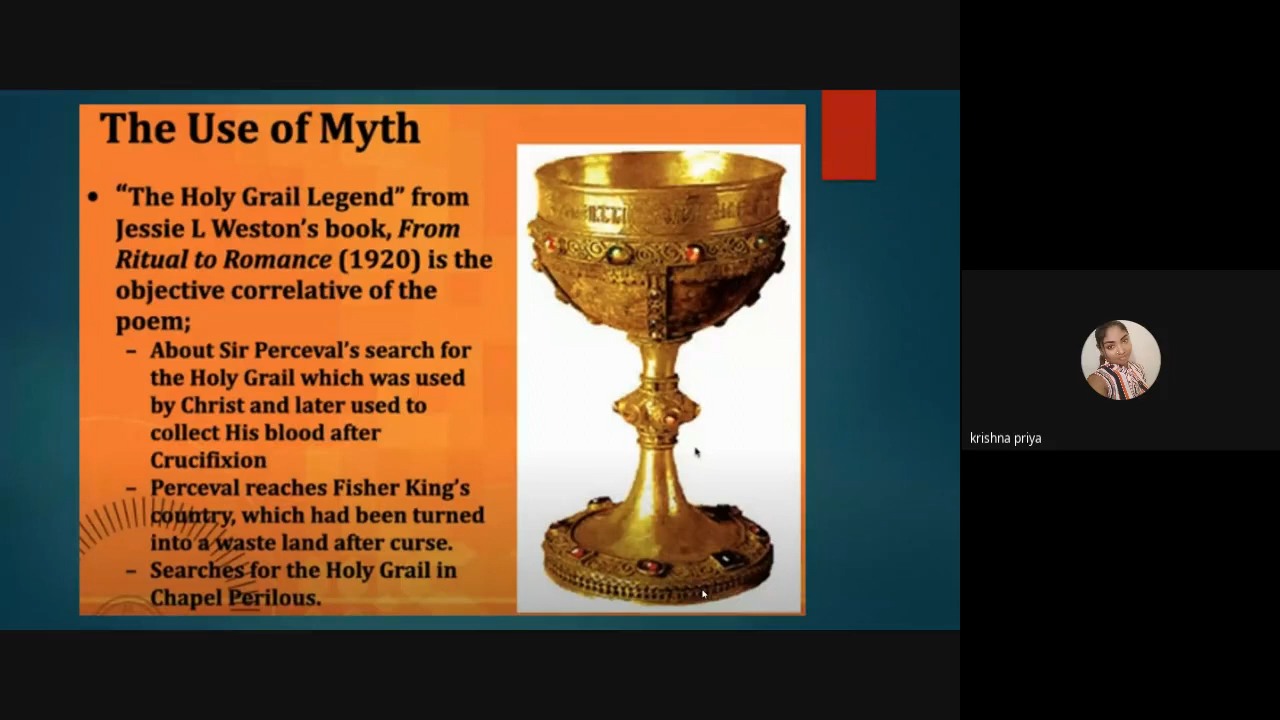 The Use of Myth
• “The Holy Grail Legend” from
Jessie L Weston’s book, From
Ritual to Romance (1920) is the
objective correlative of the
poem;
– About Sir Perceval’s search for
the Holy Grail which was used
by Christ and later used to
collect His blood after
Crucifixion
– Perceval reaches Fisher King’s
country, which had been turned
into a waste land after curse.
– Searches for the Holy Grail in
Chapel Perilous.
krishna priya